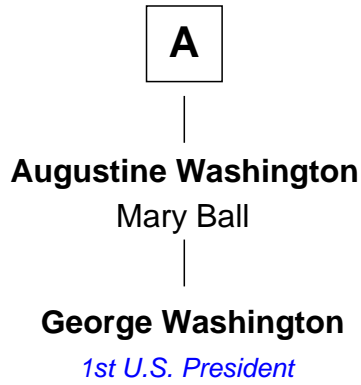 A
Augustine Washington
Mary Ball
George Washington
1st U.S. President